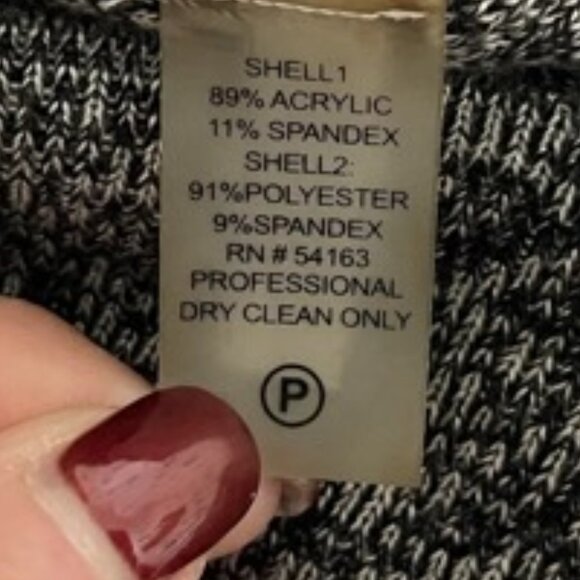 SHELL1
89% ACRYLIC
11% SPANDEX
SHELL2:
91%POLYESTER
9%SPANDEX
RN # 54163
PROFESSIONAL
DRY CLEAN ONLY
P